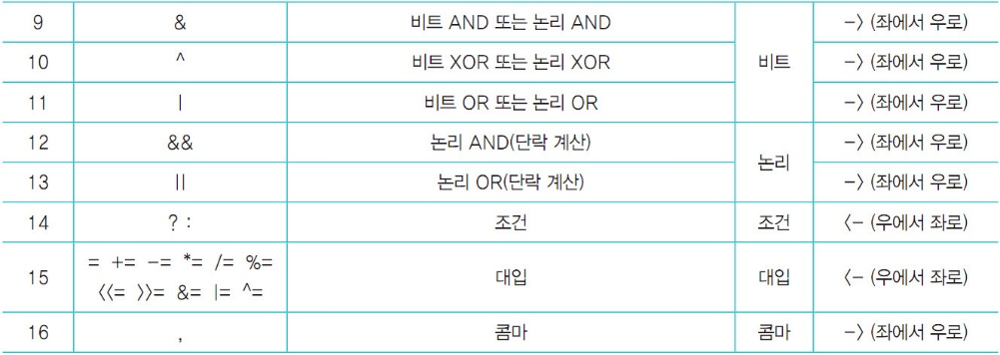 9 & 비트 AND 또는 논리 AND -> (좌에서 우로)
10 ^ 비트 XOR 또는 논리 XOR 비트 -> (좌에서 우로)
11 | 비트 OR 또는 논리 OR -> (좌에서 우로)
12 && 논리 AND(단락 계산) 논리 -> (좌에서 우로)
13 || 논리 OR(단락 계산) -> (좌에서 우로)
14 ? : 조건 조건 <- (우에서 좌로)
15 = += -= *= /= %= 대입 대입 <- (우에서 좌로)
<<= >>= &= |= ^=
16 , 콤마 콤마 -> (좌에서 우로)